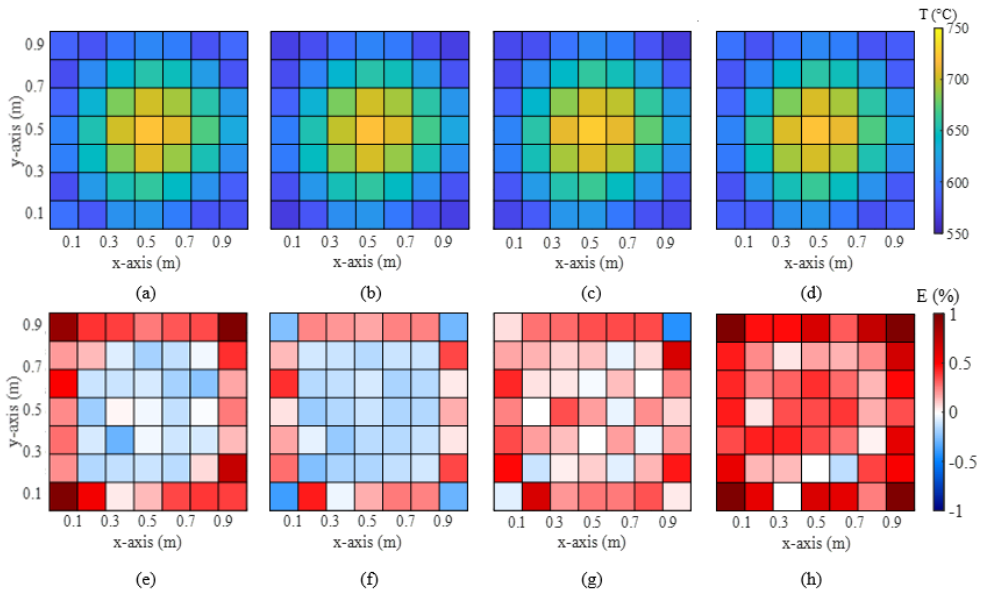 T (°C)
0.9 0.7 0.5 0.3 0.1
y-axis (m)
750 700 650 600 550
0.1 0.3 0.5 0.7 0.9
0.1 0.3 0.5 0.7 0.9
0.1 0.3 0.5 0.7 0.9
0.1 0.3 0.5 0.7 0.9
x-axis (m) x-axis (m) x-axis (m) x-axis (m)
(a) (b) (c) (d)
E (%)
0.9 0.7 0.5 0.3 0.1
y-axis (m)
1 0.5 0 -0.5 -1
0.1 0.3 0.5 0.7 0.9
0.1 0.3 0.5 0.7 0.9
0.1 0.3 0.5 0.7 0.9
0.1 0.3 0.5 0.7 0.9
x-axis (m) x-axis (m) x-axis (m) x-axis (m)
(e) (f) (g) (h)